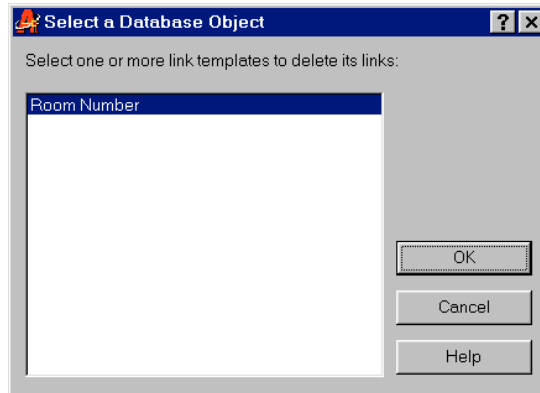 Select a Database Object
Select one or more link templates to delete its links:
Room Number
OK
Cancel
Help